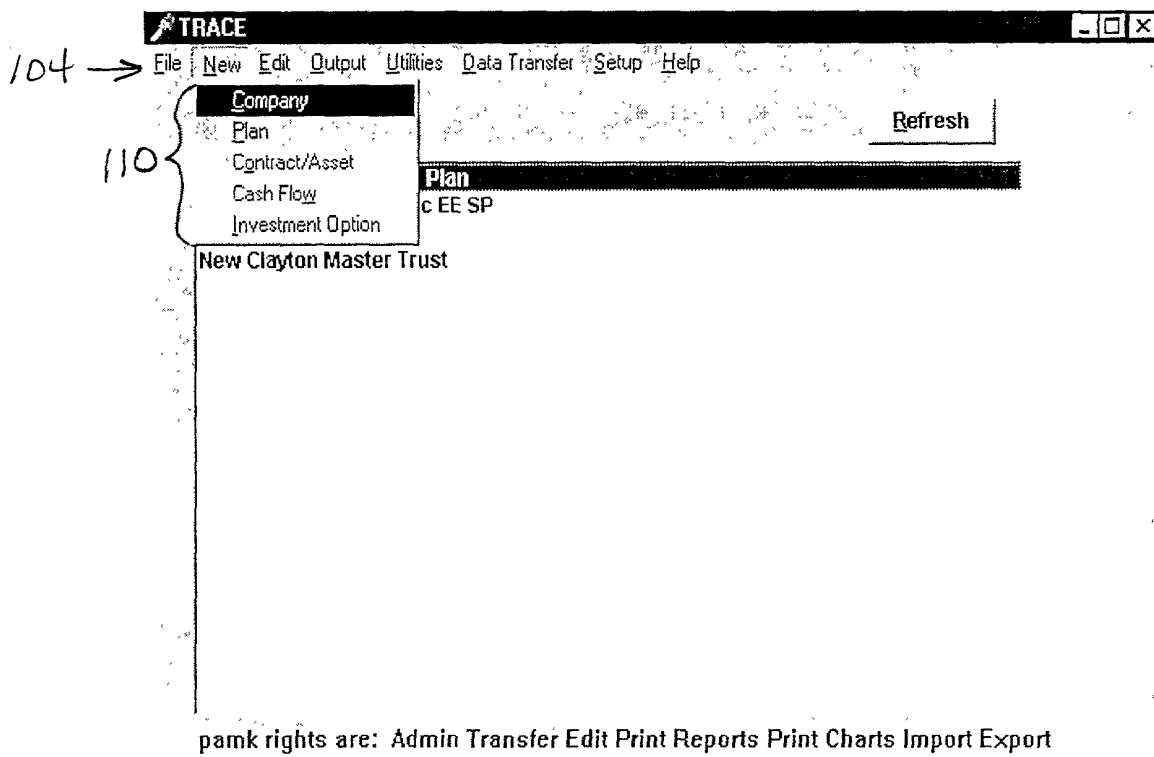 TRACE
104
File New Edit Output Utilities Data Transfer Setup Help
Company
Refresh
110
Plan
Contract/Asset
Plan
Cash Flow
c EE SP
Investment Option
New Clayton Master Trust
pamk rights are: Admin Transfer Edit Print Reports Print Charts Import Export